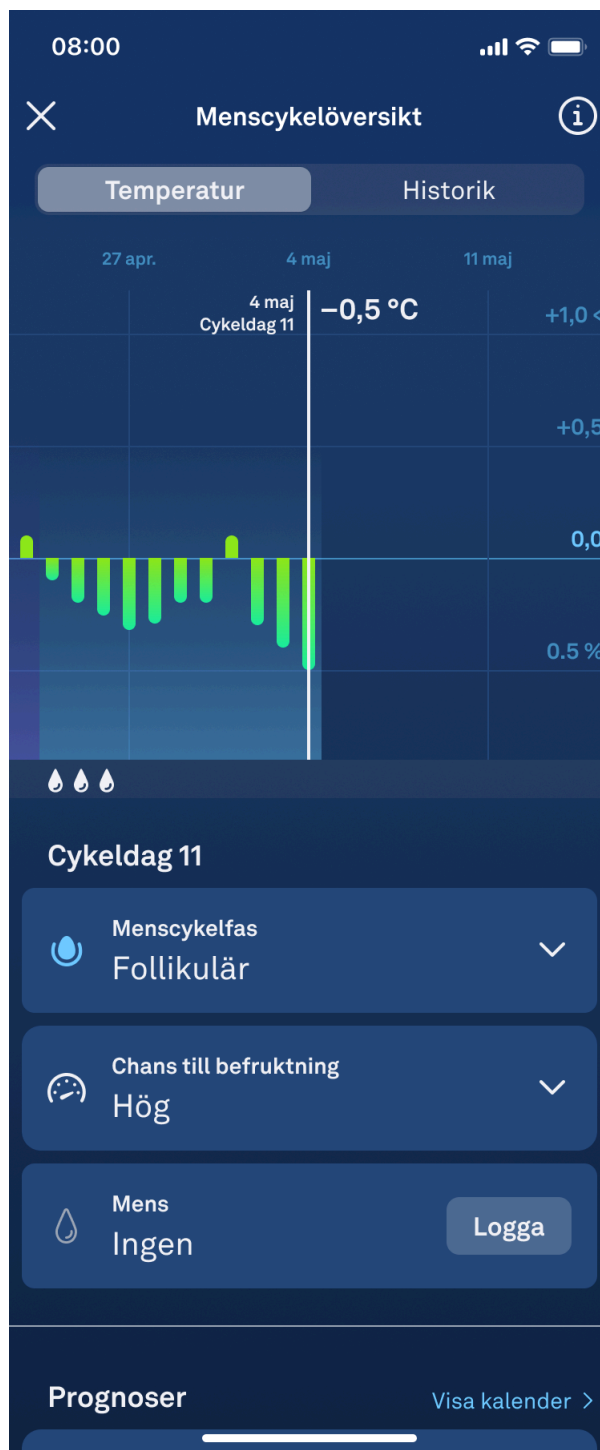 08:00
Menscykelöversikt
Temperatur
Historik
27 apr.
4 maj
11 maj
4 maj
Cykeldag 11
−0,5 °C
+1,0
+0,5
0,0
0.5 %
Cykeldag 11
Menscykelfas
Follikulär
Chans till befruktning
Hög
Mens
Ingen
Logga
Prognoser
Visa kalender >